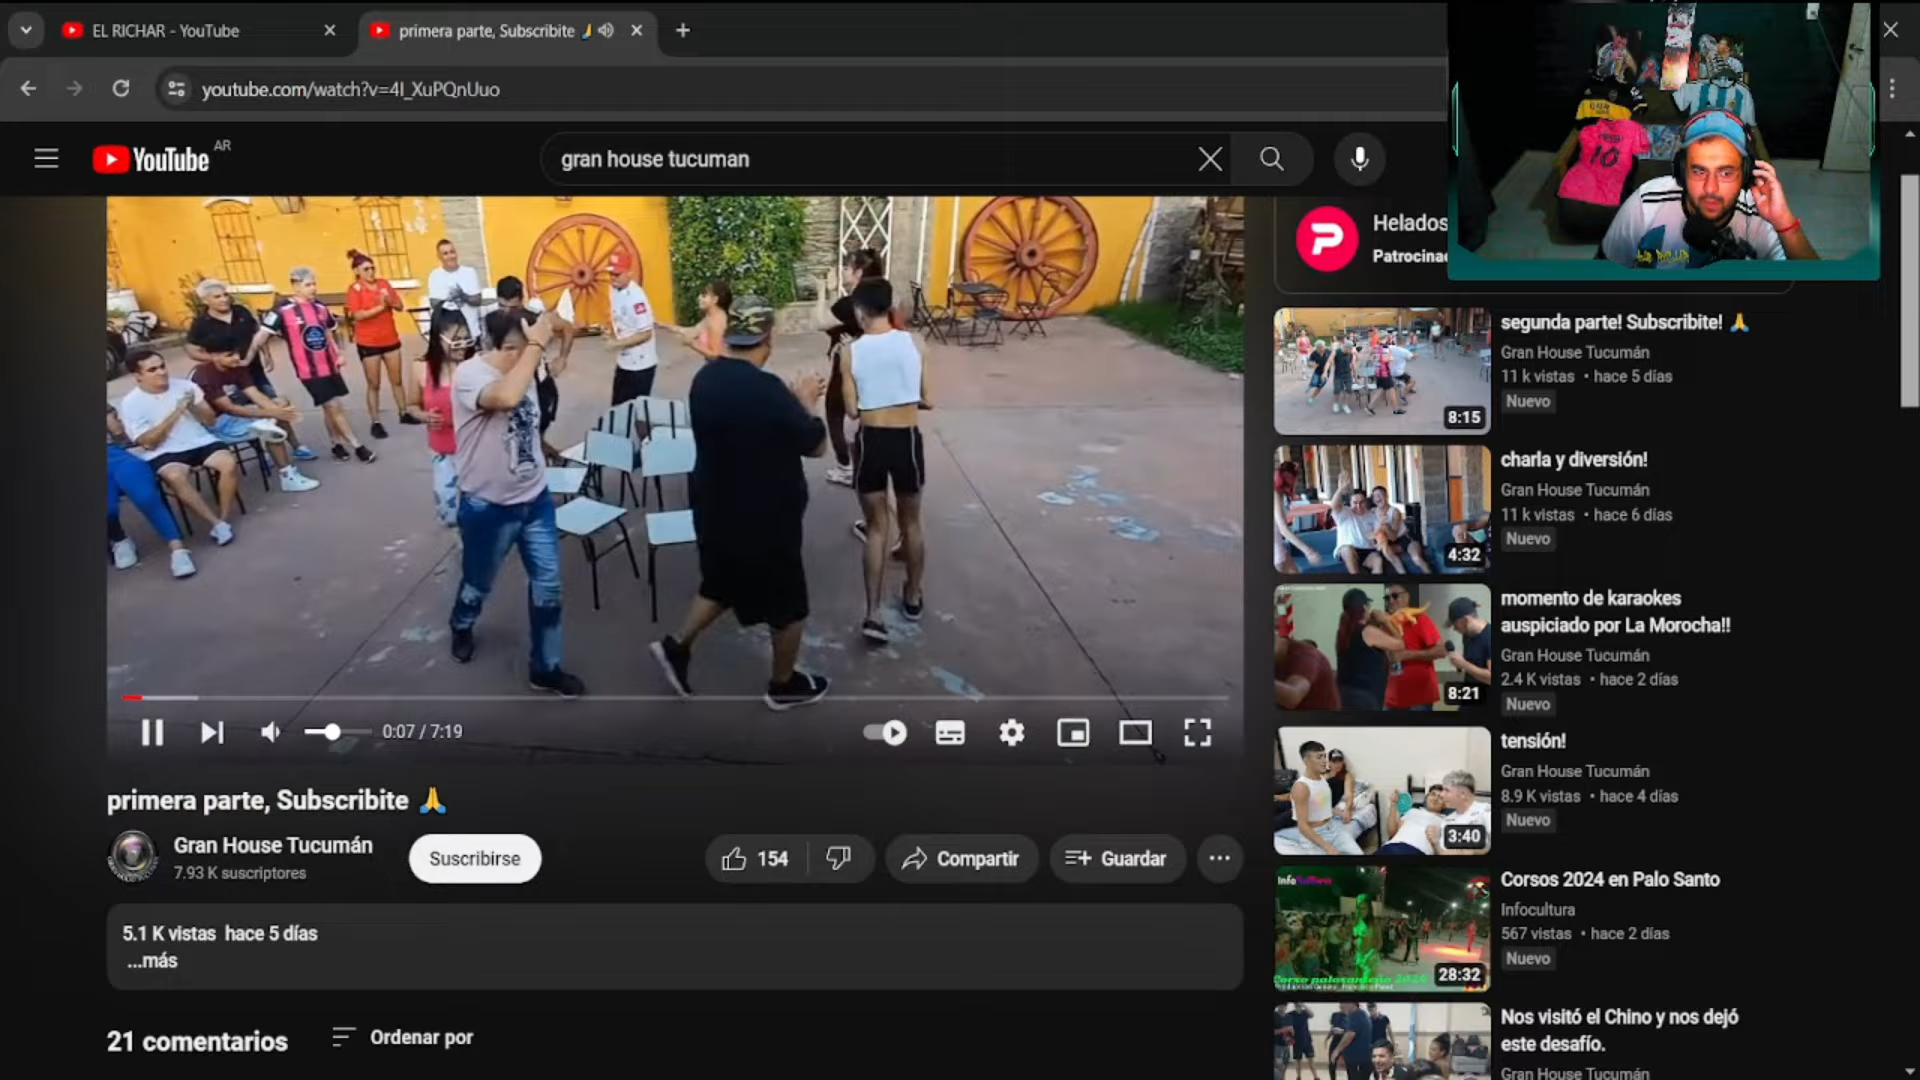 EL RICHAR - YouTube
primera parte, Subscribite 🙏
youtube.com/watch?v=4I_XuPQnUuo
YouTube AR
gran house tucuman
10
Helados
0:07 / 7:19
primera parte, Subscribite 🙏
Gran House Tucumán
7.93 K suscriptores
Suscribirse
154
Compartir
Guardar
5.1 K vistas hace 5 días
...más
21 comentarios
Ordenar por
segunda parte! Subscribite! 🙏
Gran House Tucumán
11 k vistas • hace 5 días
Nuevo
8:15
charla y diversión!
Gran House Tucumán
11 k vistas • hace 6 días
Nuevo
4:32
momento de karaokes
auspiciado por La Morocha!!
Gran House Tucumán
2.4 K vistas • hace 2 días
Nuevo
8:21
tensión!
Gran House Tucumán
8.9 K vistas • hace 4 días
Nuevo
3:40
Corsos 2024 en Palo Santo
Infocultura
567 vistas • hace 2 días
Nuevo
28:32
Nos visitó el Chino y nos dejó
este desafío.
Gran House Tucumán